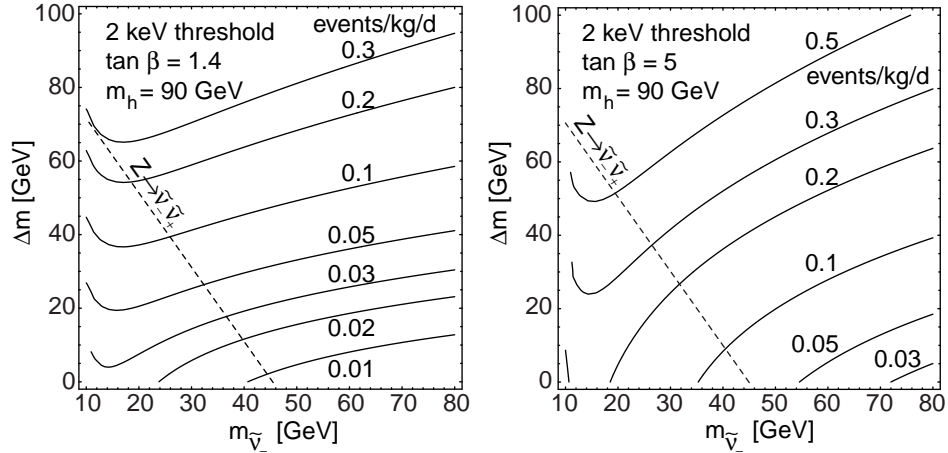 2 keV threshold
tan β = 1.4
m_h = 90 GeV
events/kg/d
0.3
0.2
0.1
0.05
0.03
0.02
0.01
Z → ν̃₋ ν̃₊
100
80
60
40
20
0
Δm [GeV]
10 20 30 40 50 60 70 80
m_ν̃₋ [GeV]
2 keV threshold
tan β = 5
m_h = 90 GeV
0.5
events/kg/d
0.3
0.2
0.1
0.05
0.03
Z → ν̃₋ ν̃₊
100
80
60
40
20
0
Δm [GeV]
10 20 30 40 50 60 70 80
m_ν̃₋ [GeV]